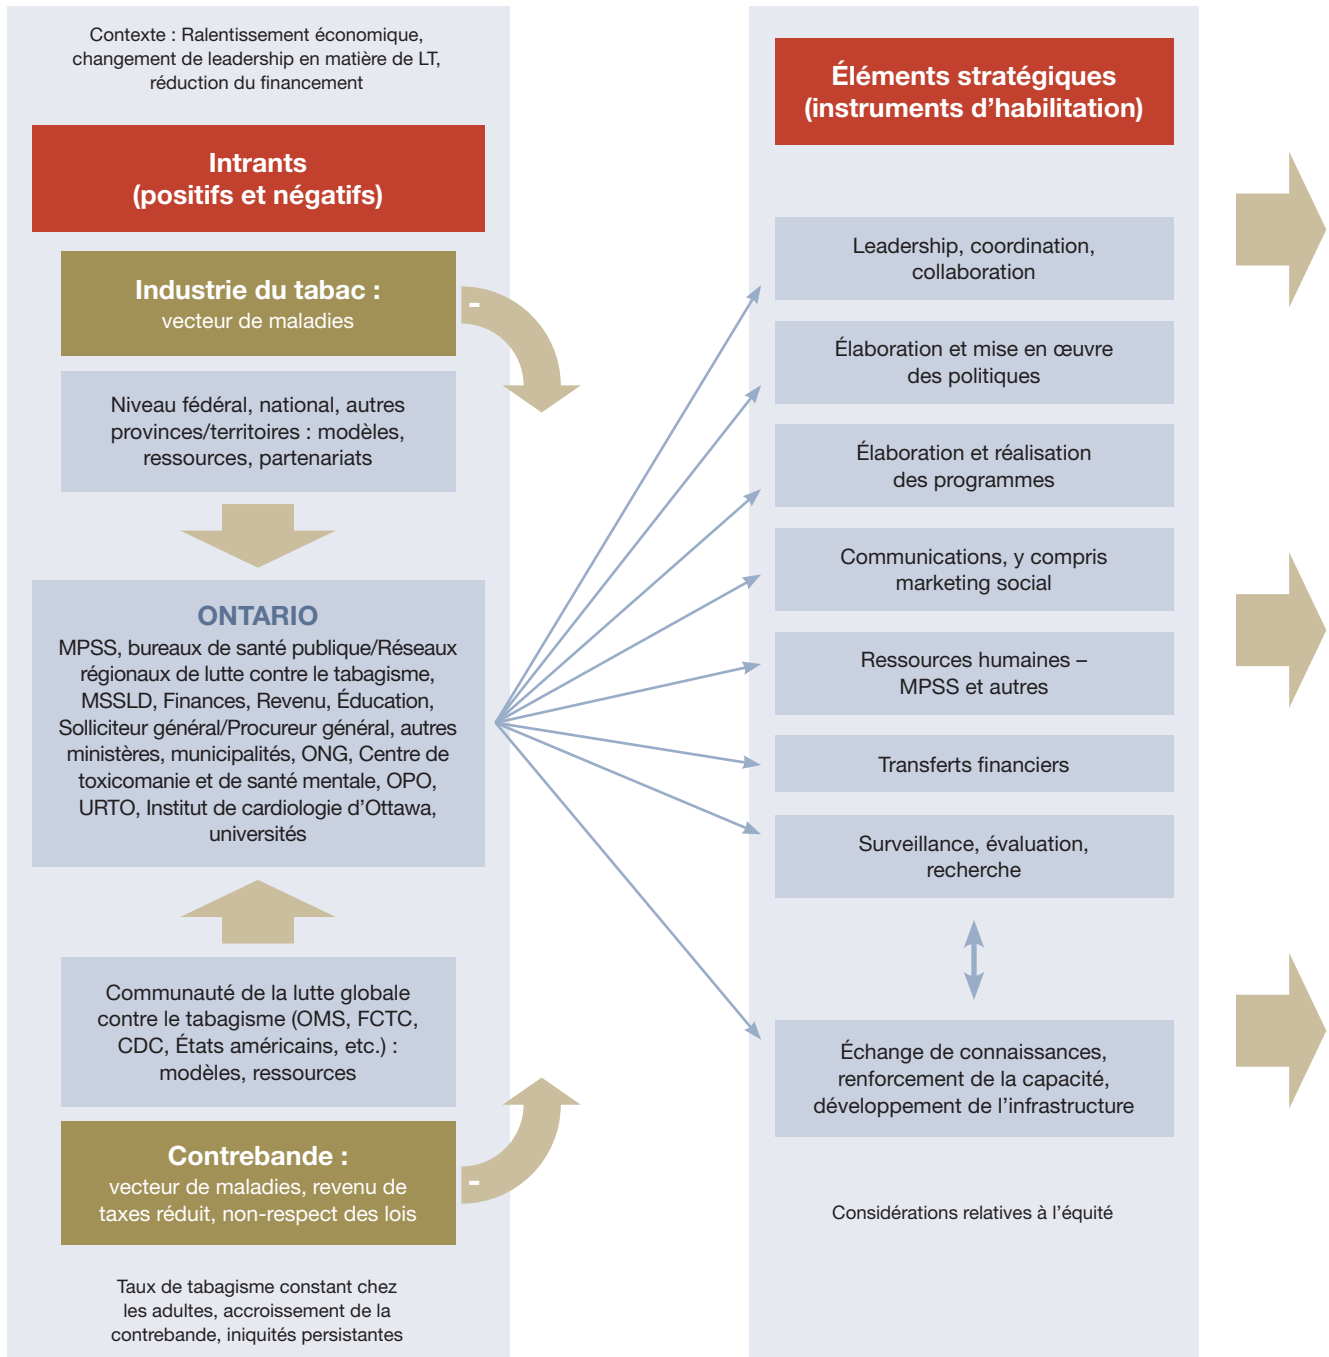 Contexte : Ralentissement économique,
changement de leadership en matière de LT,
réduction du financement
Intrants
(positifs et négatifs)
Industrie du tabac :
vecteur de maladies
-
Niveau fédéral, national, autres
provinces/territoires : modèles,
ressources, partenariats
ONTARIO
MPSS, bureaux de santé publique/Réseaux
régionaux de lutte contre le tabagisme,
MSSLD, Finances, Revenu, Éducation,
Solliciteur général/Procureur général, autres
ministères, municipalités, ONG, Centre de
toxicomanie et de santé mentale, OPO,
URTO, Institut de cardiologie d’Ottawa,
universités
Communauté de la lutte globale
contre le tabagisme (OMS, FCTC,
CDC, États américains, etc.) :
modèles, ressources
Contrebande :
vecteur de maladies, revenu de
taxes réduit, non-respect des lois
-
Taux de tabagisme constant chez
les adultes, accroissement de la
contrebande, iniquités persistantes
Éléments stratégiques
(instruments d’habilitation)
Leadership, coordination,
collaboration
Élaboration et mise en œuvre
des politiques
Élaboration et réalisation
des programmes
Communications, y compris
marketing social
Ressources humaines –
MPSS et autres
Transferts financiers
Surveillance, évaluation,
recherche
Échange de connaissances,
renforcement de la capacité,
développement de l’infrastructure
Considérations relatives à l’équité